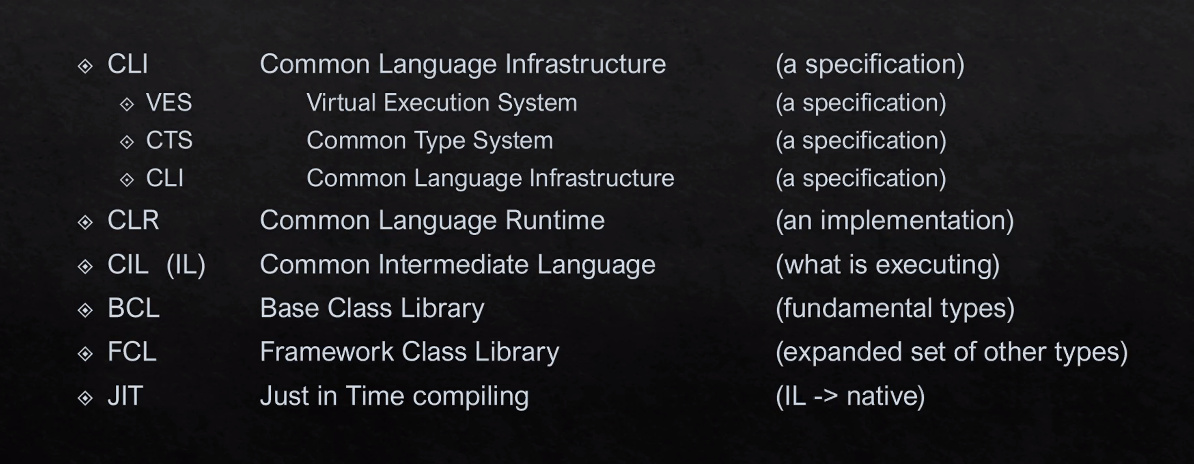 CLI Common Language Infrastructure (a specification)
VES Virtual Execution System (a specification)
CTS Common Type System (a specification)
CLI Common Language Infrastructure (a specification)
CLR Common Language Runtime (an implementation)
CIL (IL) Common Intermediate Language (what is executing)
BCL Base Class Library (fundamental types)
FCL Framework Class Library (expanded set of other types)
JIT Just in Time compiling (IL -> native)